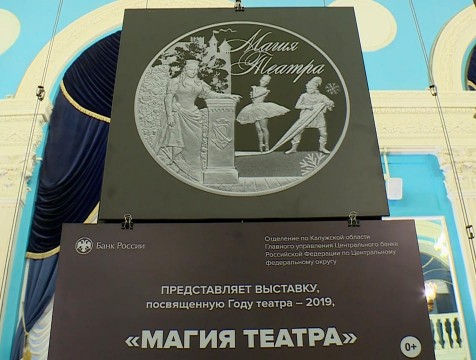 Магия
Театра
Банк России
Отделение по Калужской области
Главного управления Центрального банка
Российской Федерации по Центральному
федеральному округу
ПРЕДСТАВЛЯЕТ ВЫСТАВКУ,
посвященную Году театра – 2019,
«МАГИЯ ТЕАТРА»
0+